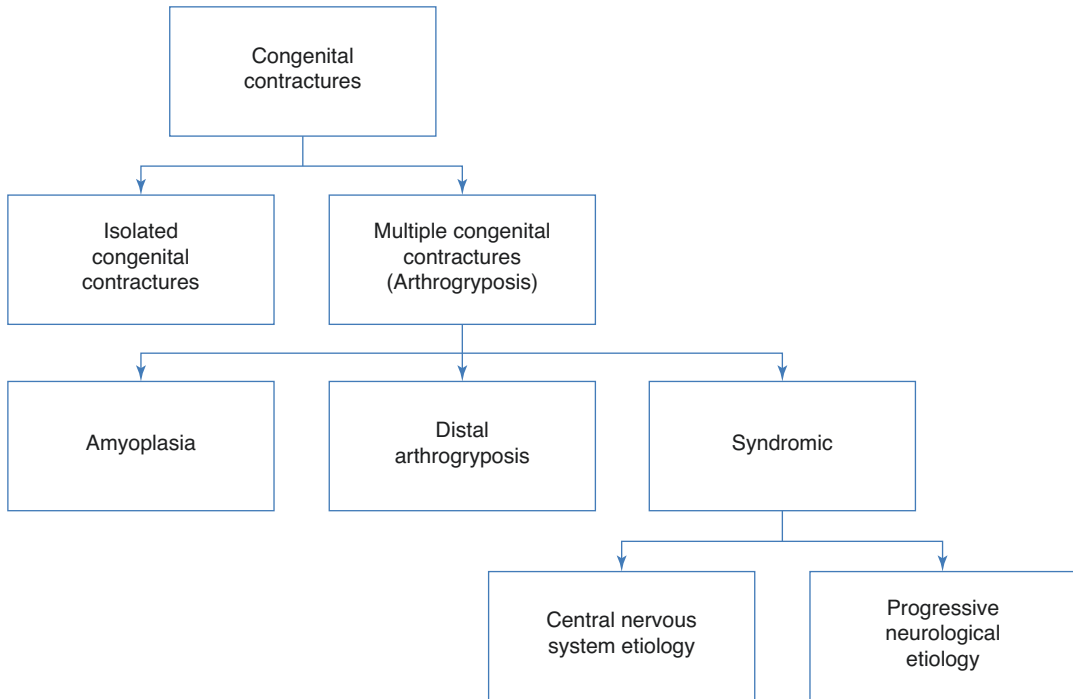 Congenital
contractures
Isolated
congenital
contractures
Multiple congenital
contractures
(Arthrogryposis)
Amyoplasia
Distal
arthrogryposis
Syndromic
Central nervous
system etiology
Progressive
neurological
etiology